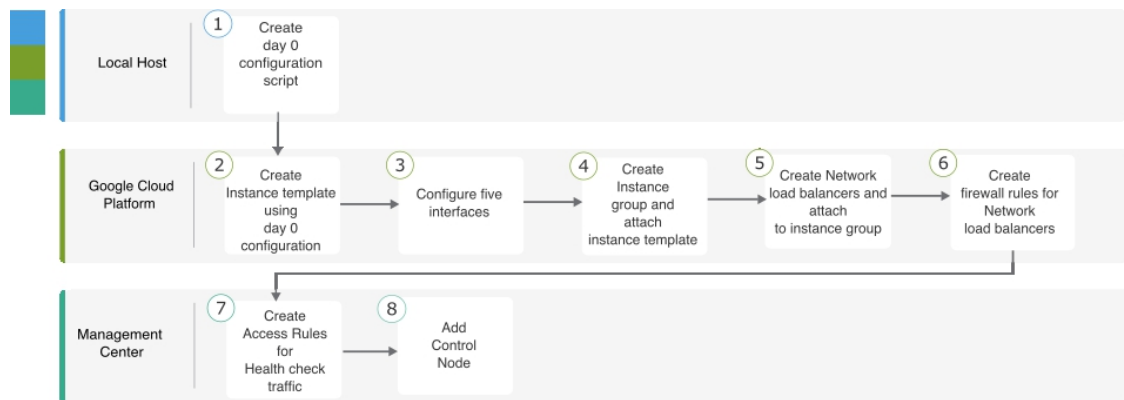 Local Host
1
Create
day 0
configuration
script
Google Cloud
Platform
2
Create
Instance template
using
day 0
configuration
3
Configure five
interfaces
4
Create
Instance
group and
attach
instance template
5
Create Network
load balancers and
attach
to instance group
6
Create
firewall rules for
Network
load balancers
Management
Center
7
Create
Access Rules
for
Health check
traffic
8
Add
Control
Node